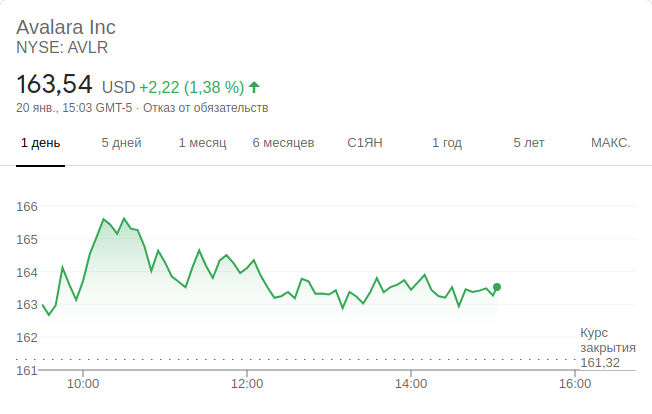 Avalara Inc
NYSE: AVLR
163,54 USD +2,22 (1,38 %)
20 янв., 15:03 GMT-5 · Отказ от обязательств
1 день 5 дней 1 месяц 6 месяцев С1ЯН 1 год 5 лет МАКС.
166
165
164
163
162
Курс
закрытия
161,32
161
10:00 12:00 14:00 16:00